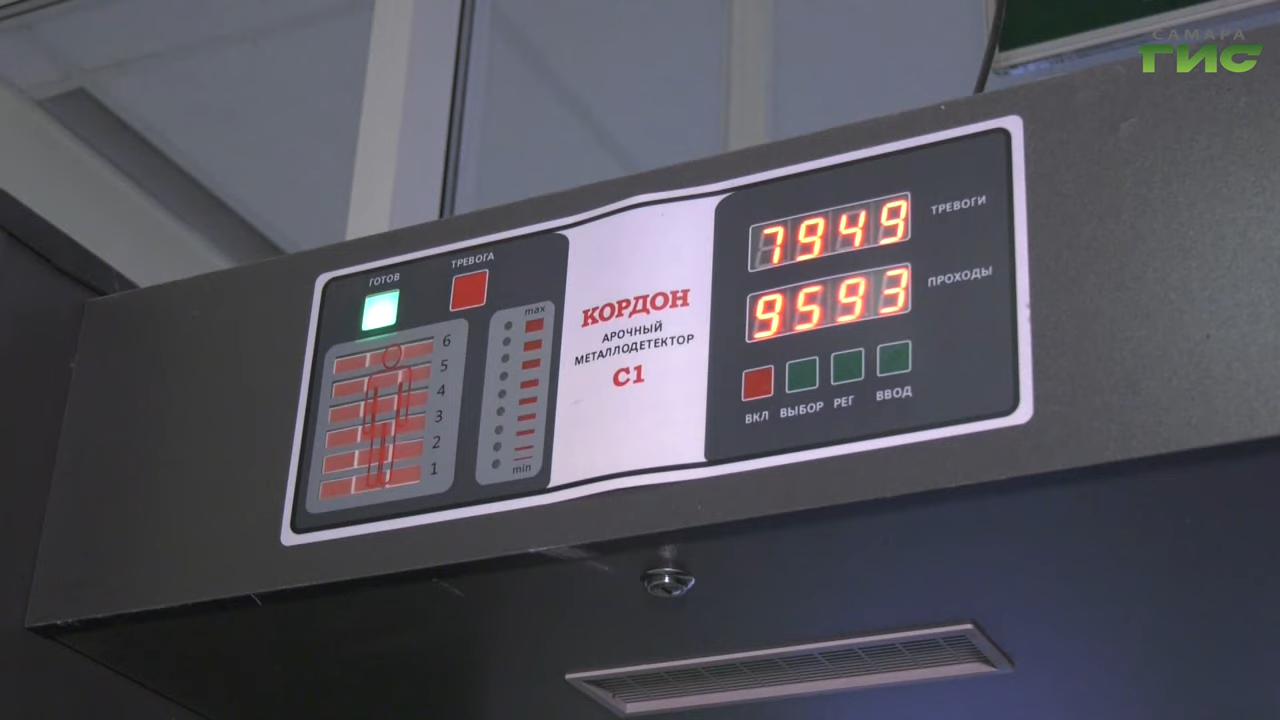 САМАРА
ГИС
ГОТОВ
ТРЕВОГА
6
5
4
3
2
1
max
min
КОРДОН
АРОЧНЫЙ
МЕТАЛЛОДЕТЕКТОР
С1
7949 ТРЕВОГИ
9593 ПРОХОДЫ
ВКЛ ВЫБОР РЕГ ВВОД